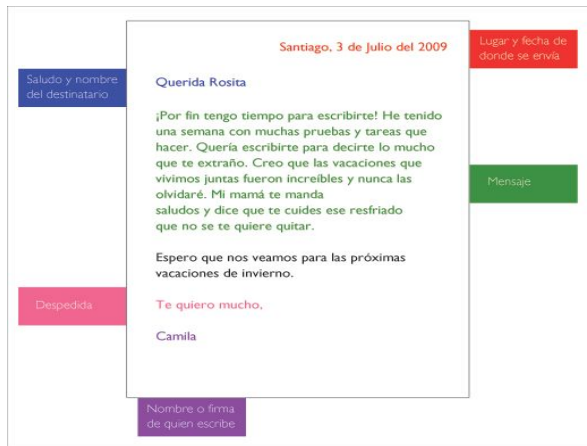 Santiago, 3 de Julio del 2009
Lugar y fecha de
donde se envía
Saludo y nombre
del destinatario
Querida Rosita
¡Por fin tengo tiempo para escribirte! He tenido
una semana con muchas pruebas y tareas que
hacer. Quería escribirte para decirte lo mucho
que te extraño. Creo que las vacaciones que
vivimos juntas fueron increíbles y nunca las
olvidaré. Mi mamá te manda
saludos y dice que te cuides ese resfriado
que no se te quiere quitar.
Mensaje
Espero que nos veamos para las próximas
vacaciones de invierno.
Despedida
Te quiero mucho,
Camila
Nombre o firma
de quien escribe